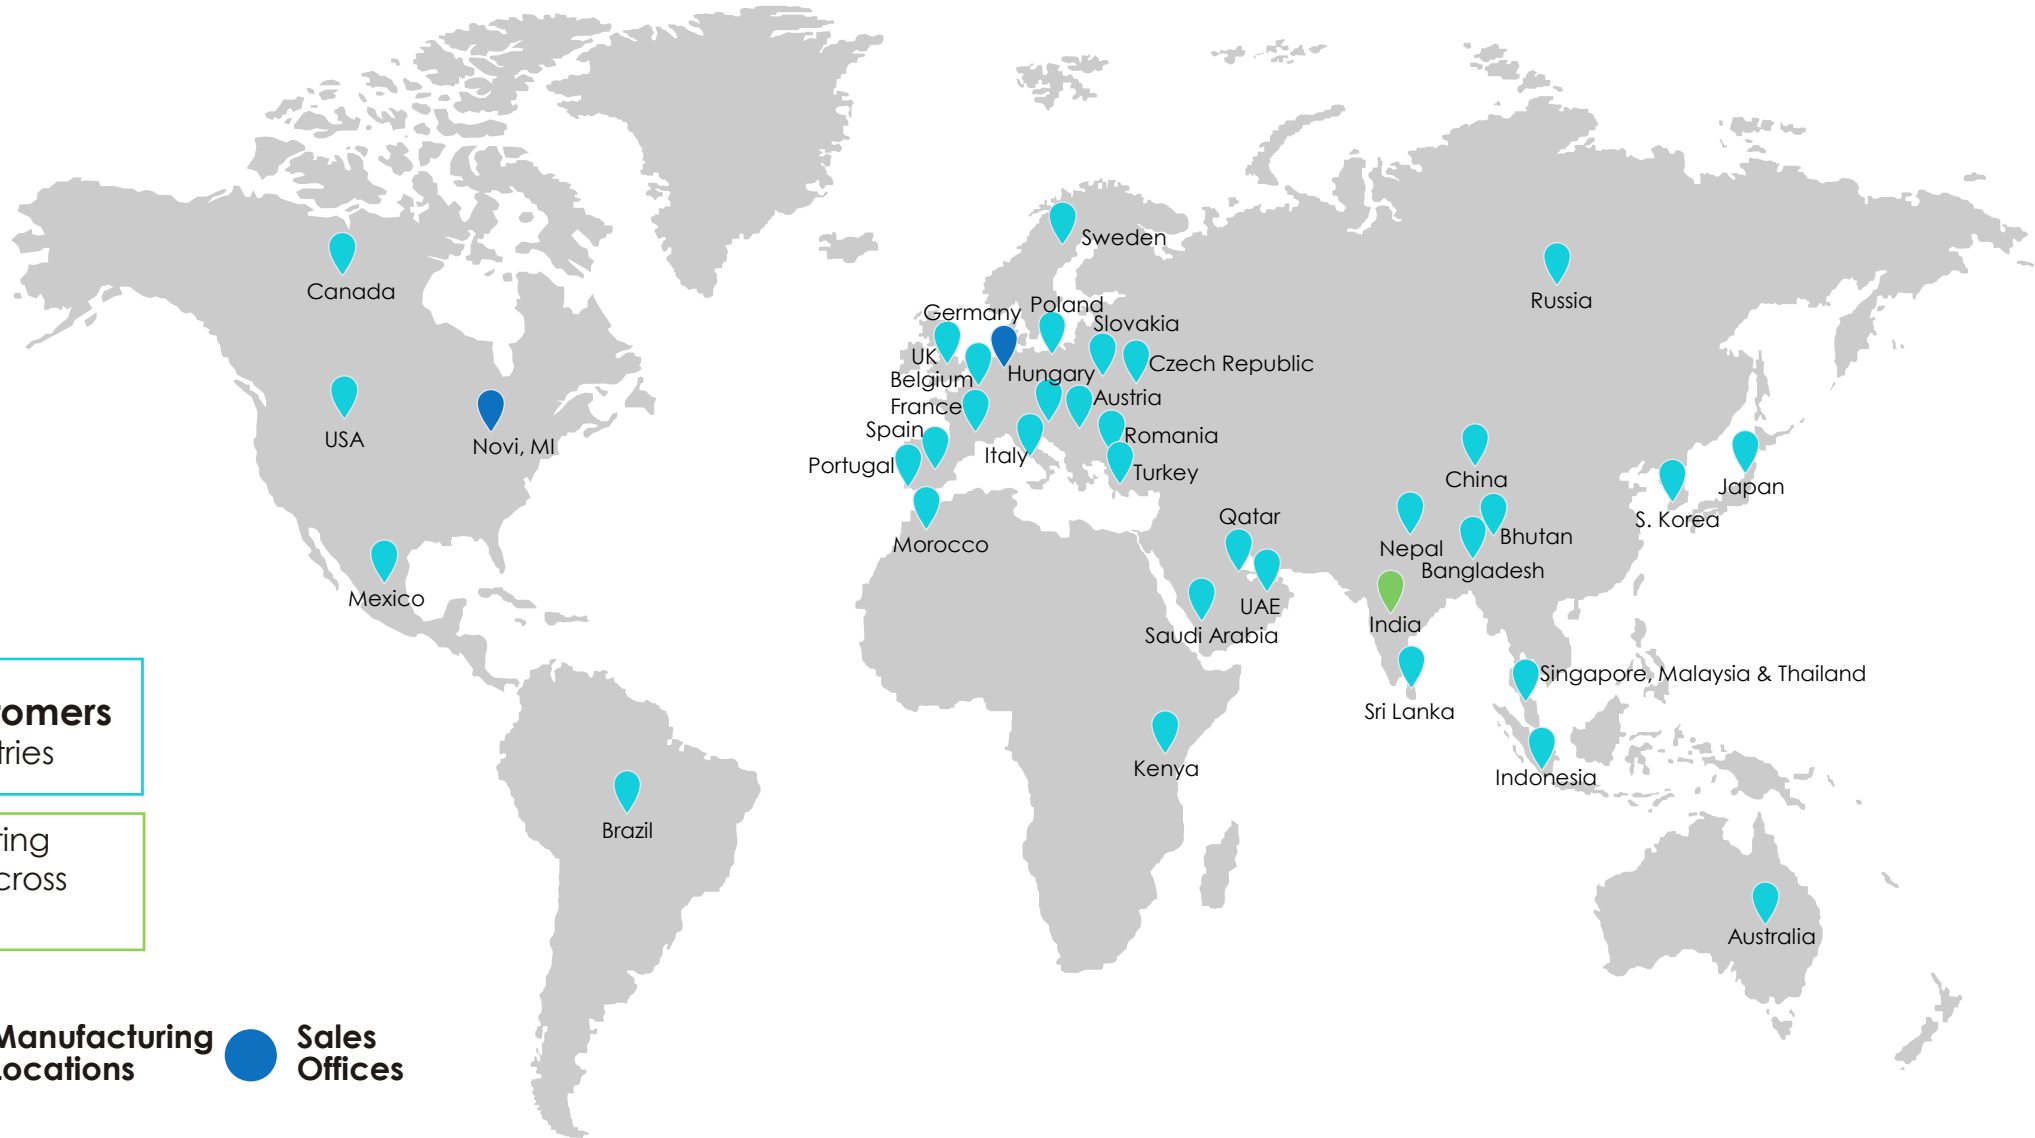 Sweden
Canada
Russia
Germany
Poland
Slovakia
UK
Czech Republic
Belgium
Hungary
France
Austria
Spain
Romania
USA
Novi, MI
Italy
Portugal
Turkey
China
Japan
Qatar
S. Korea
Morocco
Nepal
Bhutan
Bangladesh
Mexico
UAE
India
Saudi Arabia
Singapore, Malaysia & Thailand
Sri Lanka
Kenya
Indonesia
Brazil
Australia
omers
tries
ring
cross
Manufacturing
Locations
Sales
Offices